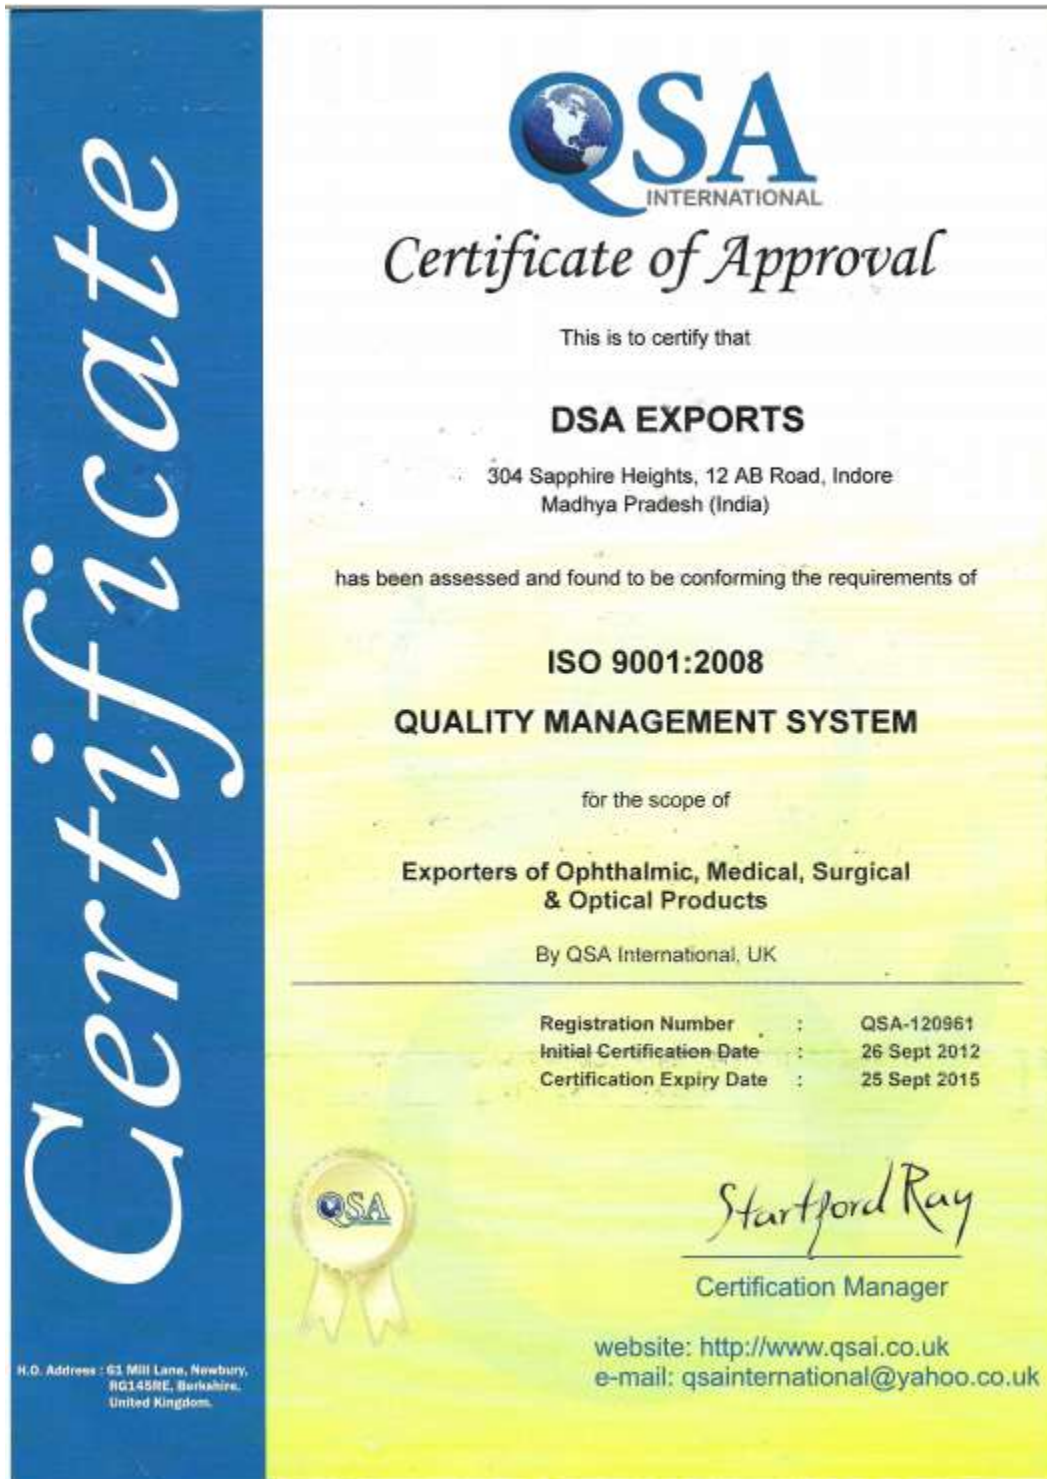 Certificate
QSA
INTERNATIONAL
Certificate of Approval
This is to certify that
DSA EXPORTS
304 Sapphire Heights, 12 AB Road, Indore
Madhya Pradesh (India)
has been assessed and found to be conforming the requirements of
ISO 9001:2008
QUALITY MANAGEMENT SYSTEM
for the scope of
Exporters of Ophthalmic, Medical, Surgical
& Optical Products
By QSA International, UK
Registration Number : QSA-120961
Initial Certification Date : 26 Sept 2012
Certification Expiry Date : 25 Sept 2015
QSA
Startford Ray
Certification Manager
website: http://www.qsai.co.uk
e-mail: qsainternational@yahoo.co.uk
H.O. Address : 61 Mill Lane, Newbury,
RG145RE, Berkshire,
United Kingdom.